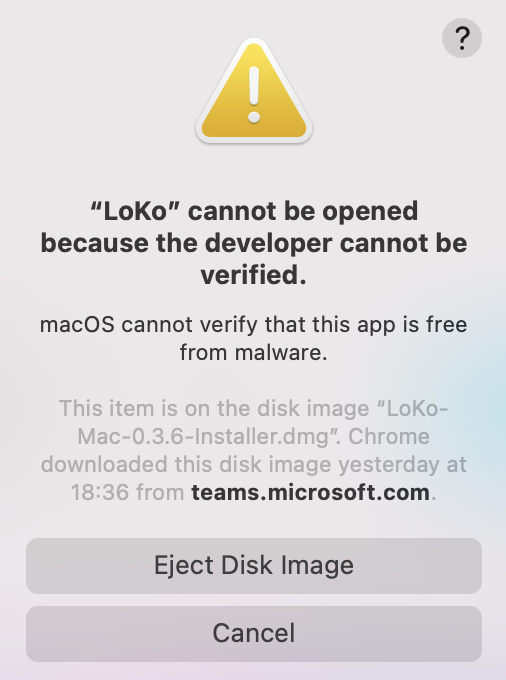 ?
“LoKo” cannot be opened
because the developer cannot be
verified.
macOS cannot verify that this app is free
from malware.
This item is on the disk image “LoKo-
Mac-0.3.6-Installer.dmg”. Chrome
downloaded this disk image yesterday at
18:36 from teams.microsoft.com.
Eject Disk Image
Cancel